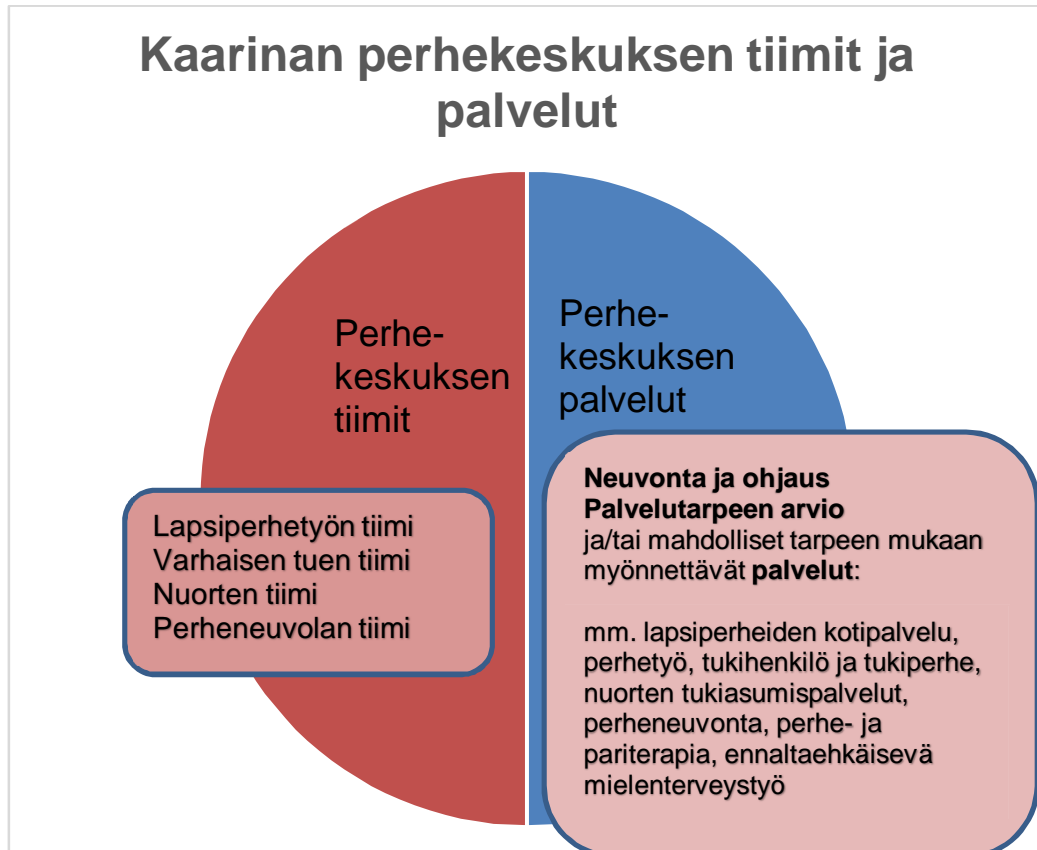 Kaarinan perhekeskuksen tiimit ja
palvelut
Perhe-
keskuksen
tiimit
Lapsiperhetyön tiimi
Varhaisen tuen tiimi
Nuorten tiimi
Perheneuvolan tiimi
Perhe-
keskuksen
palvelut
Neuvonta ja ohjaus
Palvelutarpeen arvio
ja/tai mahdolliset tarpeen mukaan
myönnettävät palvelut:
mm. lapsiperheiden kotipalvelu,
perhetyö, tukihenkilö ja tukiperhe,
nuorten tukiasumispalvelut,
perheneuvonta, perhe- ja
pariterapia, ennaltaehkäisevä
mielenterveystyö